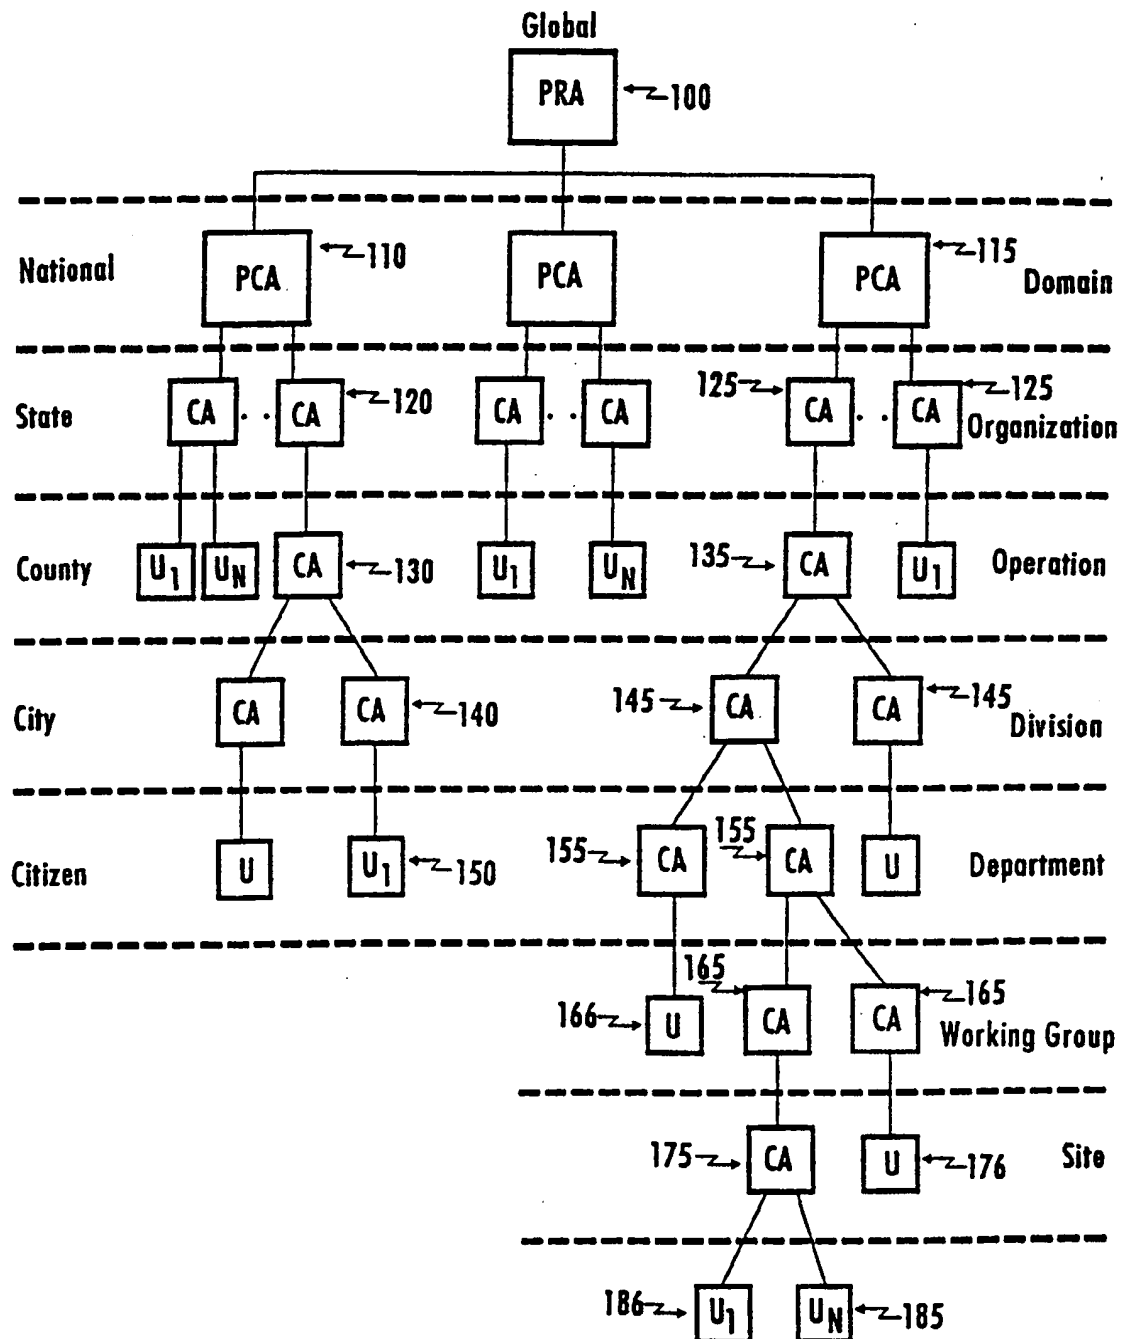 Global
PRA
100
National
PCA
110
PCA
PCA
115
Domain
State
CA . . CA
120
CA . . CA
125
CA . . CA
125
Organization
County
U1
UN
CA
130
U1
UN
135
CA
U1
Operation
City
CA
CA
140
145
CA
CA
145
Division
Citizen
U
U1
150
155
CA
155
CA
U
Department
166
U
165
CA
CA
165
Working Group
175
CA
U
176
Site
186
U1
UN
185